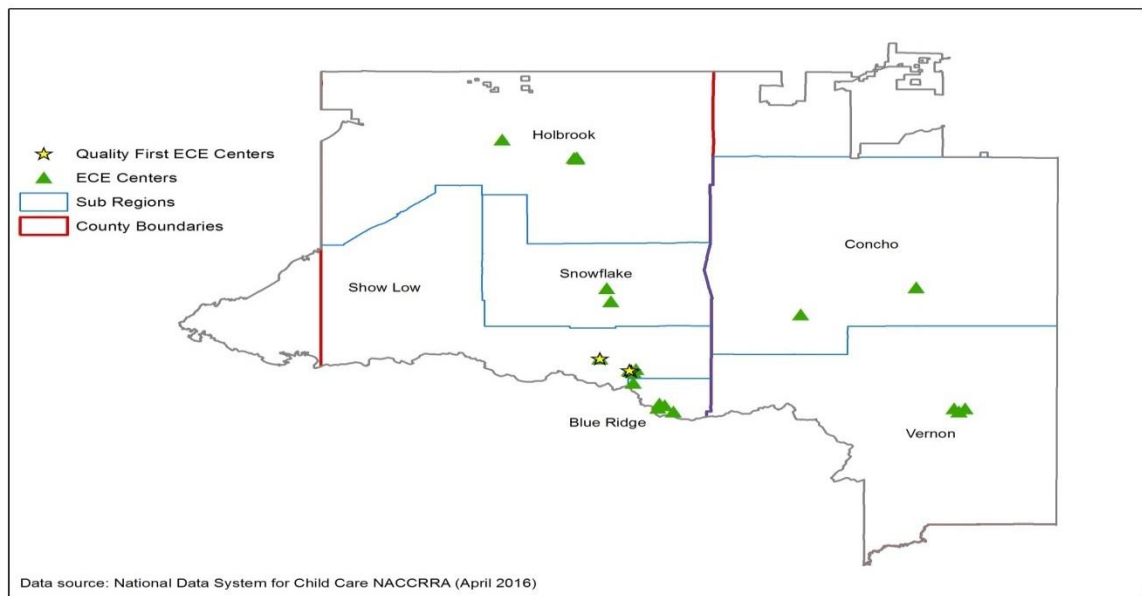 Quality First ECE Centers
ECE Centers
Sub Regions
County Boundaries
Holbrook
Concho
Snowflake
Show Low
Blue Ridge
Vernon
Data source: National Data System for Child Care NACCRRA (April 2016)